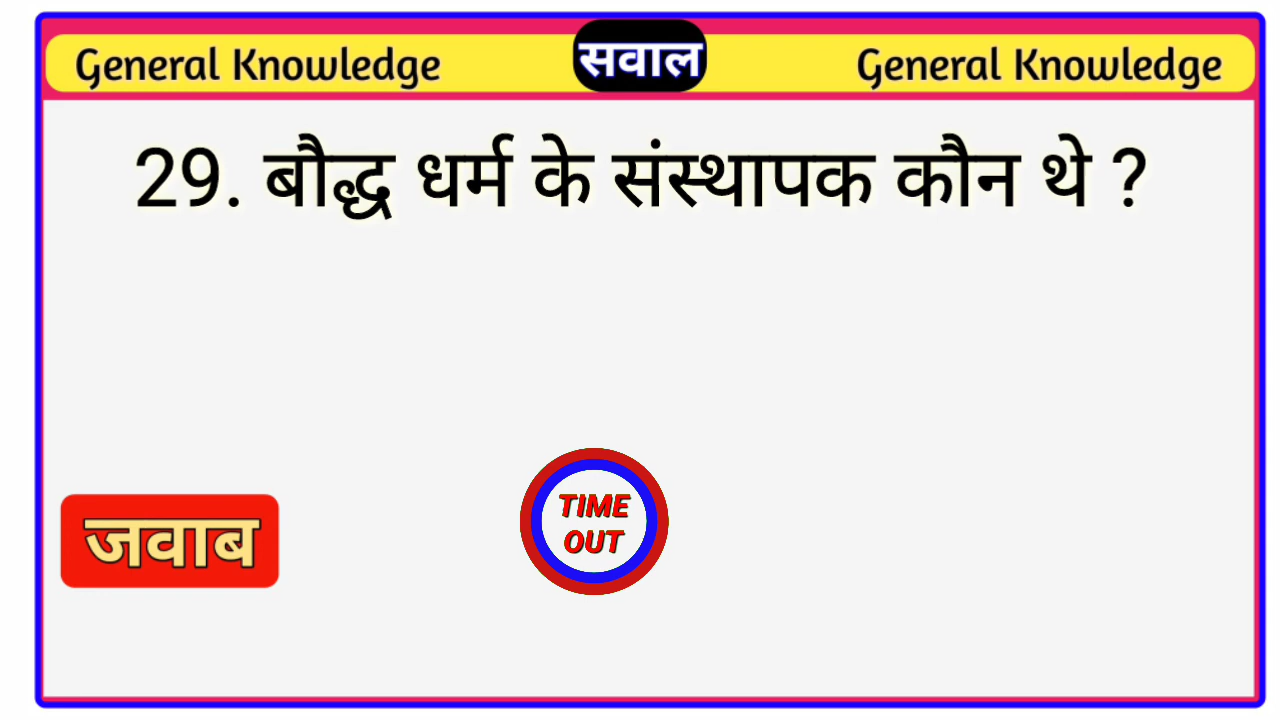 General Knowledge सवाल General Knowledge
29. बौद्ध धर्म के संस्थापक कौन थे ?
TIME
OUT
जवाब